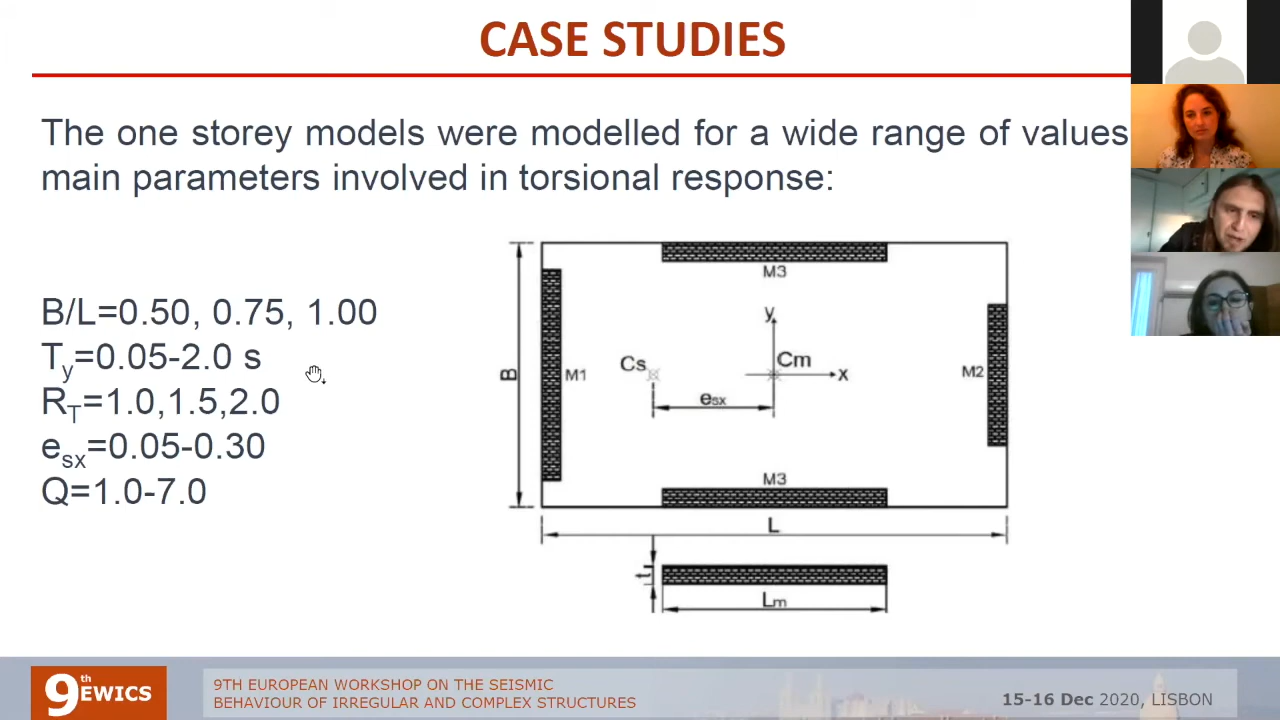 CASE STUDIES
The one storey models were modelled for a wide range of values
main parameters involved in torsional response:
B/L=0.50, 0.75, 1.00
Ty=0.05-2.0 s
RT=1.0,1.5,2.0
esx=0.05-0.30
Q=1.0-7.0
M3
y
Cs
Cm
x
B
M1
M2
esx
M3
L
t
Lm
9th EWICS
9TH EUROPEAN WORKSHOP ON THE SEISMIC
BEHAVIOUR OF IRREGULAR AND COMPLEX STRUCTURES
15-16 Dec 2020, LISBON